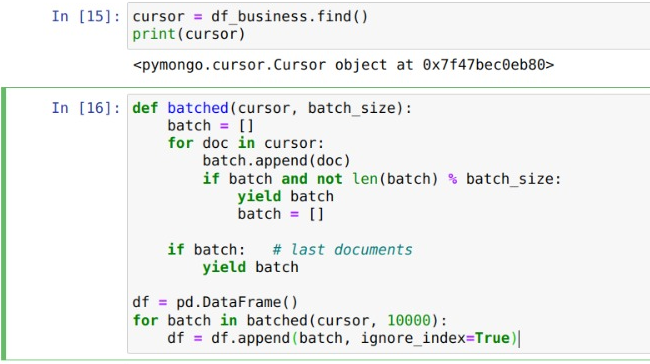 In [15]: cursor = df_business.find()
print(cursor)
<pymongo.cursor.Cursor object at 0x7f47bec0eb80>
In [16]: def batched(cursor, batch_size):
    batch = []
    for doc in cursor:
        batch.append(doc)
        if batch and not len(batch) % batch_size:
            yield batch
            batch = []
    if batch:   # last documents
        yield batch
df = pd.DataFrame()
for batch in batched(cursor, 10000):
    df = df.append(batch, ignore_index=True)